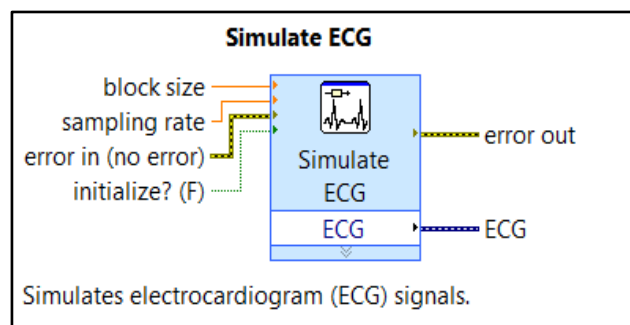 Simulate ECG
block size
sampling rate
error in (no error)
initialize? (F)
Simulate
ECG
error out
ECG
ECG
Simulates electrocardiogram (ECG) signals.